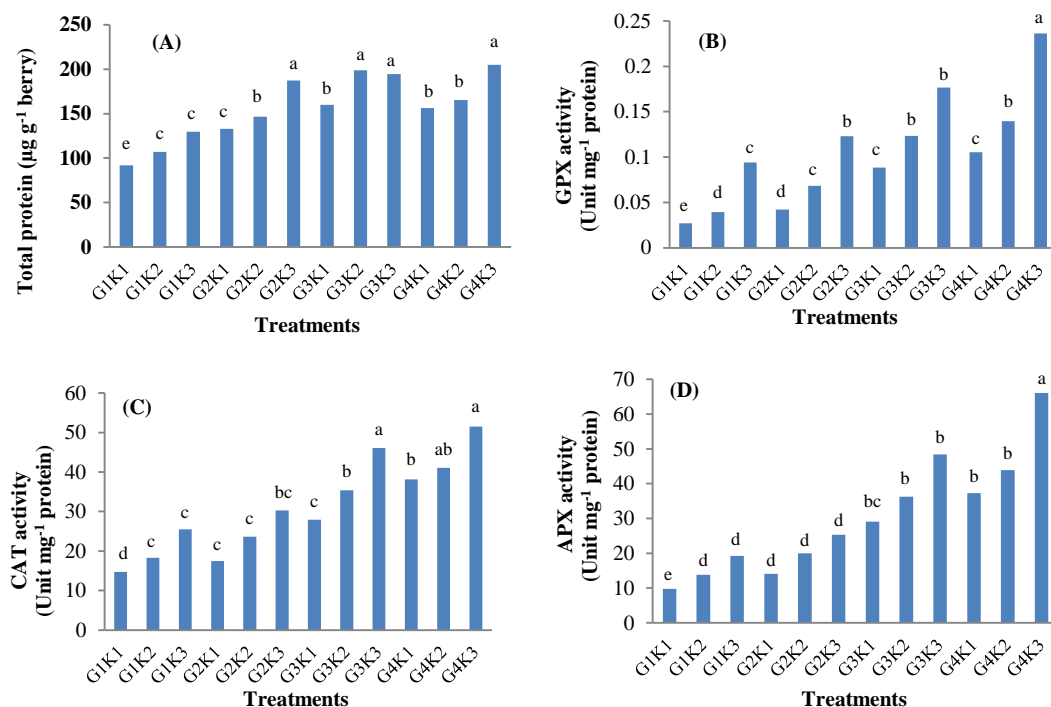 (A)
Total protein (µg g-1 berry)
250
200
150
100
50
0
e c c c b a b a a b b a
G1K1 G1K2 G1K3 G2K1 G2K2 G2K3 G3K1 G3K2 G3K3 G4K1 G4K2 G4K3
Treatments
(B)
GPX activity
(Unit mg-1 protein)
0.25
0.2
0.15
0.1
0.05
0
e d c d c b c b b c b a
G1K1 G1K2 G1K3 G2K1 G2K2 G2K3 G3K1 G3K2 G3K3 G4K1 G4K2 G4K3
Treatments
(C)
CAT activity
(Unit mg-1 protein)
60
50
40
30
20
10
0
d c c c c bc c b a b ab a
G1K1 G1K2 G1K3 G2K1 G2K2 G2K3 G3K1 G3K2 G3K3 G4K1 G4K2 G4K3
Treatments
(D)
APX activity
(Unit mg-1 protein)
70
60
50
40
30
20
10
0
e d d d d d bc b b b b a
G1K1 G1K2 G1K3 G2K1 G2K2 G2K3 G3K1 G3K2 G3K3 G4K1 G4K2 G4K3
Treatments